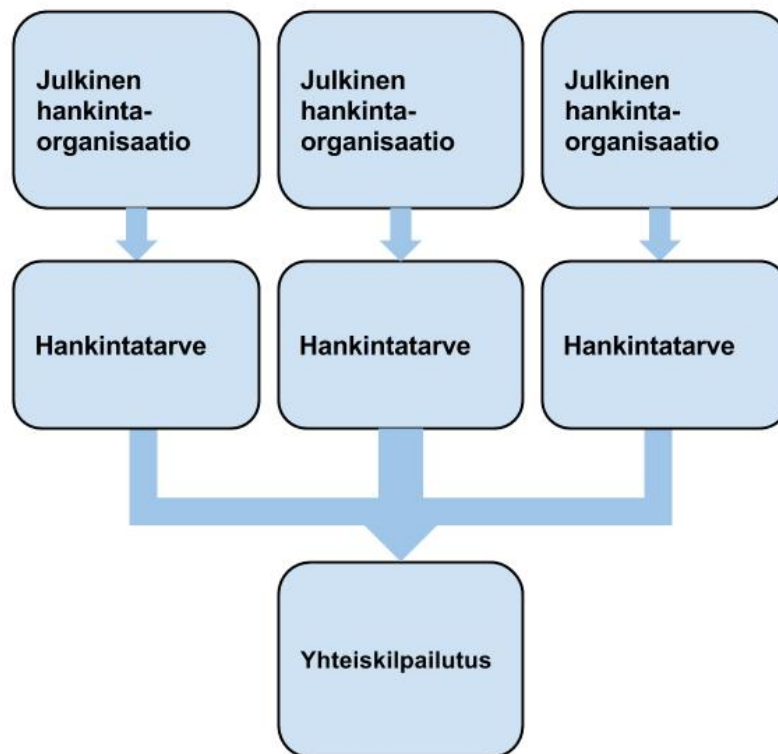 Julkinen
hankinta-
organisaatio
Julkinen
hankinta-
organisaatio
Julkinen
hankinta-
organisaatio
Hankintatarve
Hankintatarve
Hankintatarve
Yhteiskilpailutus